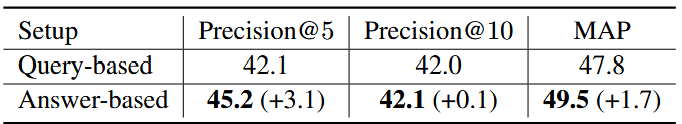 Setup Precision@5 Precision@10 MAP
Query-based 42.1 42.0 47.8
Answer-based 45.2 (+3.1) 42.1 (+0.1) 49.5 (+1.7)